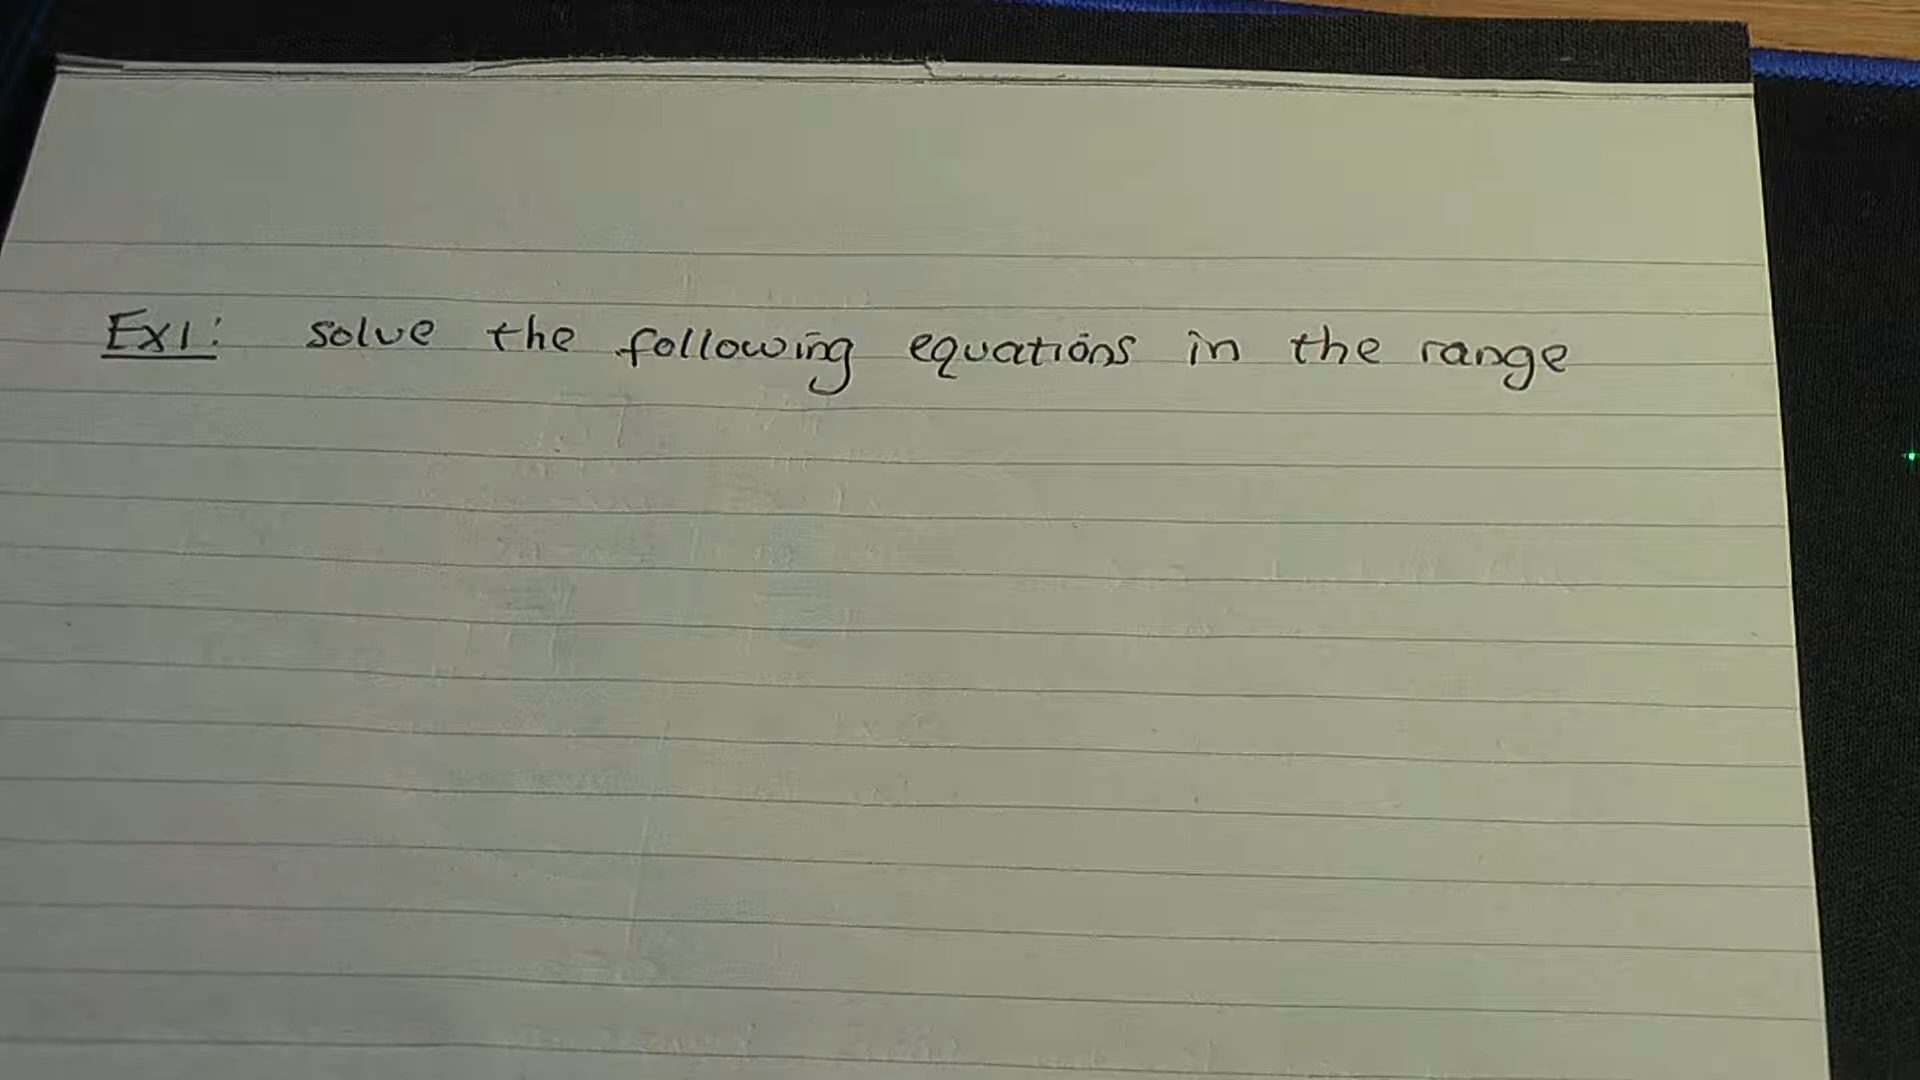 Ex1: solve the following equations in the range